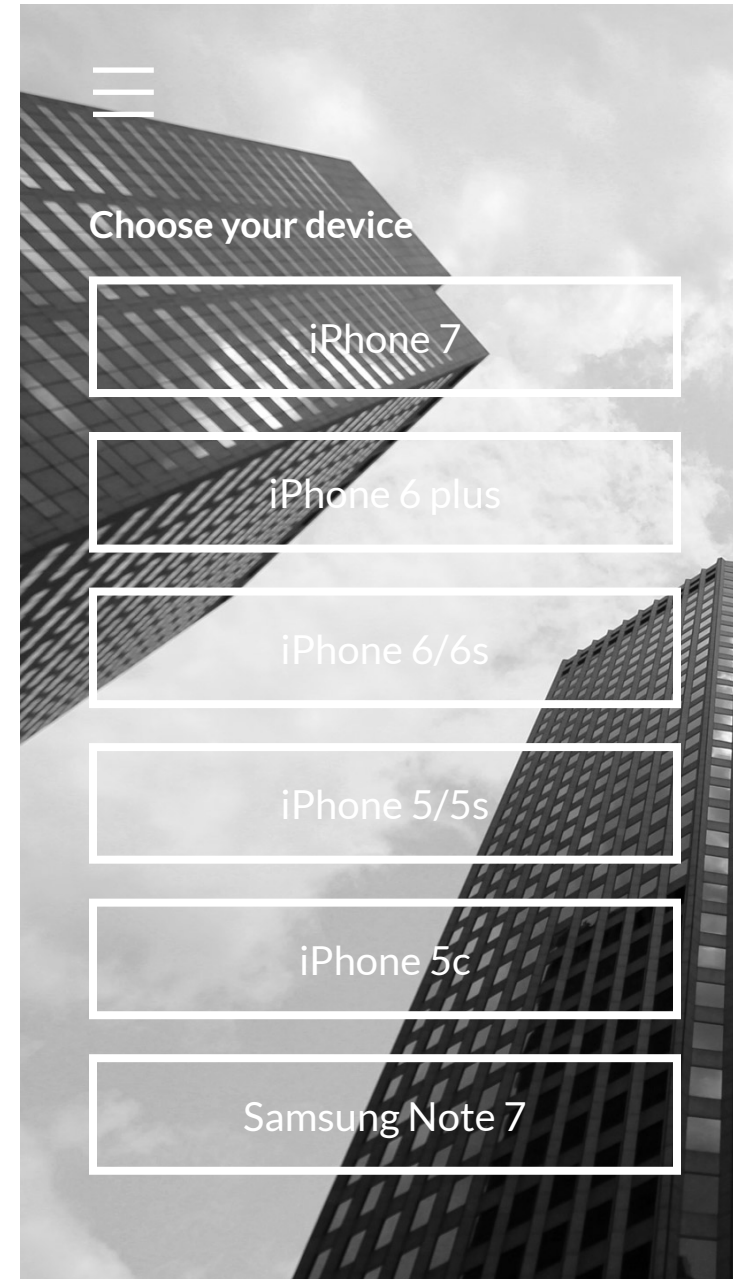 Choose your device
iPhone 7
iPhone 6 plus
iPhone 6/6s
iPhone 5/5s
iPhone 5c
Samsung Note 7